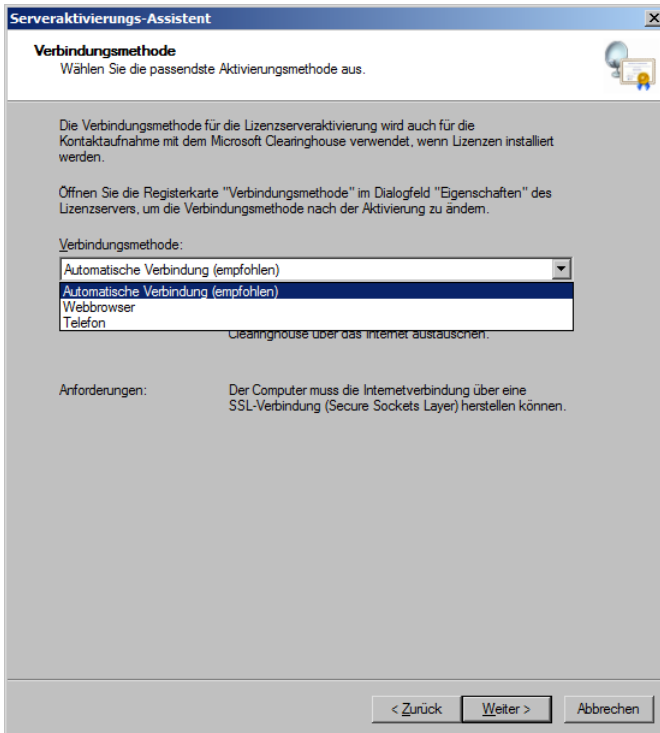 Serveraktivierungs-Assistent
Verbindungsmethode
Wählen Sie die passendste Aktivierungsmethode aus.
Die Verbindungsmethode für die Lizenzserveraktivierung wird auch für die
Kontaktaufnahme mit dem Microsoft Clearinghouse verwendet, wenn Lizenzen installiert
werden.
Öffnen Sie die Registerkarte "Verbindungsmethode" im Dialogfeld "Eigenschaften" des
Lizenzservers, um die Verbindungsmethode nach der Aktivierung zu ändern.
Verbindungsmethode:
Automatische Verbindung (empfohlen)
Automatische Verbindung (empfohlen)
Webbrowser
Telefon
Clearinghouse über das Internet austauschen.
Anforderungen: Der Computer muss die Internetverbindung über eine
SSL-Verbindung (Secure Sockets Layer) herstellen können.
< Zurück Weiter > Abbrechen